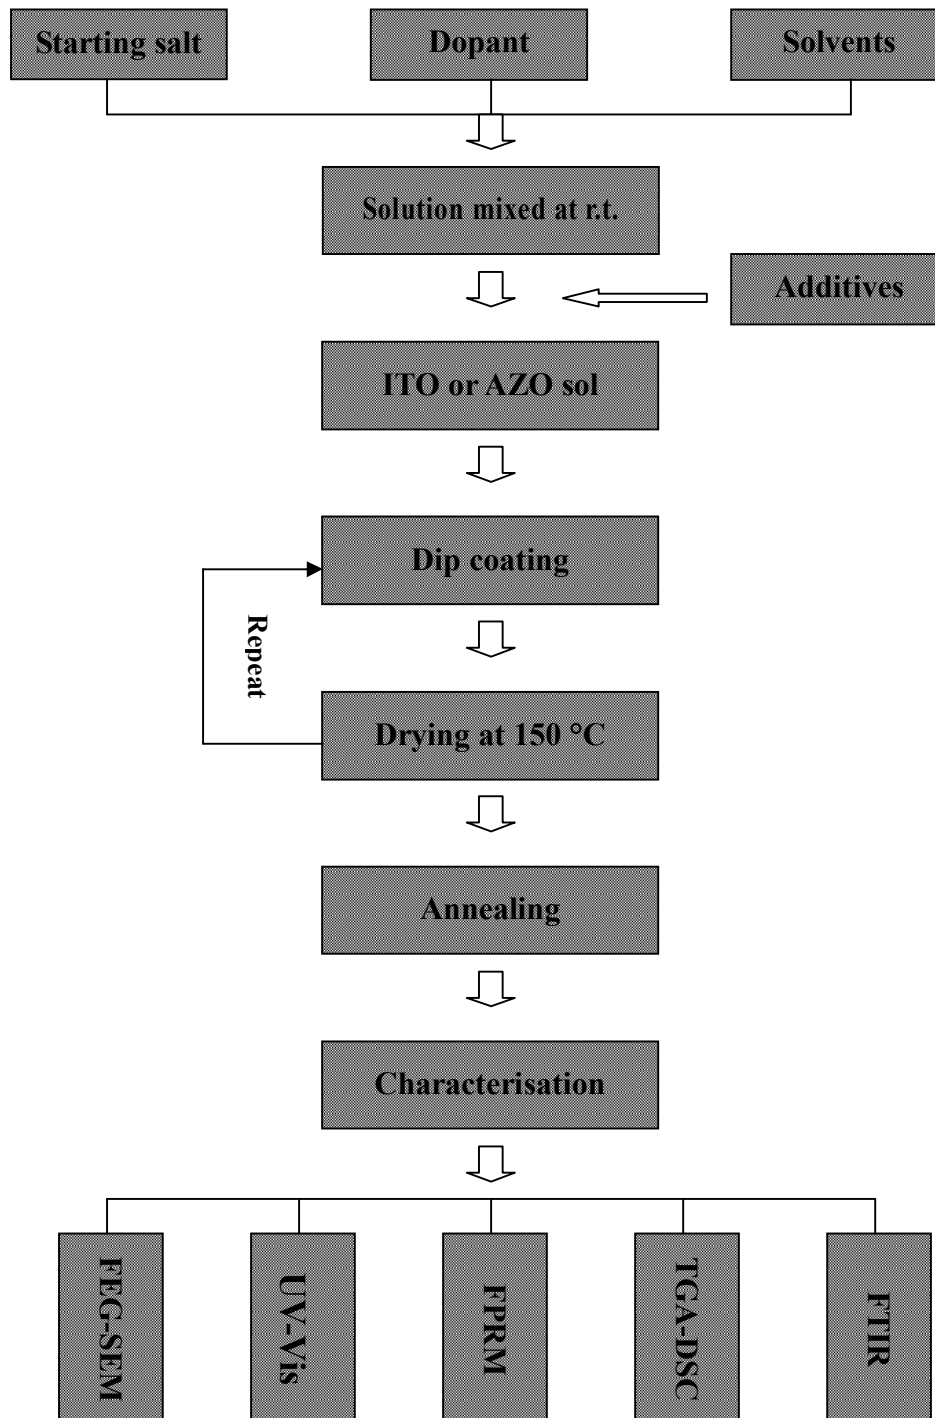 Starting salt
Dopant
Solvents
Solution mixed at r.t.
Additives
ITO or AZO sol
Dip coating
Repeat
Drying at 150 °C
Annealing
Characterisation
FEG-SEM
UV-Vis
FPRM
TGA-DSC
FTIR